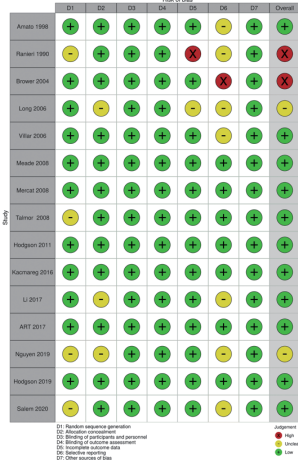 Risk of bias
D1 D2 D3 D4 D5 D6 D7 Overall
Amato 1998 + + + + + - + +
Ranieri 1990 - + + + X - + X
Brower 2004 + + + + + X + X
Long 2006 + - + + - - + -
Villar 2006 + + + + + - + +
Meade 2008 + + + + + + + +
Mercat 2008 + + + + + + + +
Talmor 2008 - + + + + + + +
Study
Hodgson 2011 + + + + + + + +
Kacmareg 2016 + + + + + + + +
Li 2017 + - + + + - + +
ART 2017 + + + + + + + +
Nguyen 2019 - - + + + - + -
Hodgson 2019 + + + + + + + +
Salem 2020 - + + + + - + +
D1: Random sequence generation
D2: Allocation concealment
D3: Blinding of participants and personnel
D4: Blinding of outcome assessment
D5: Incomplete outcome data
D6: Selective reporting
D7: Other sources of bias
Judgement
X High
- Unclear
+ Low